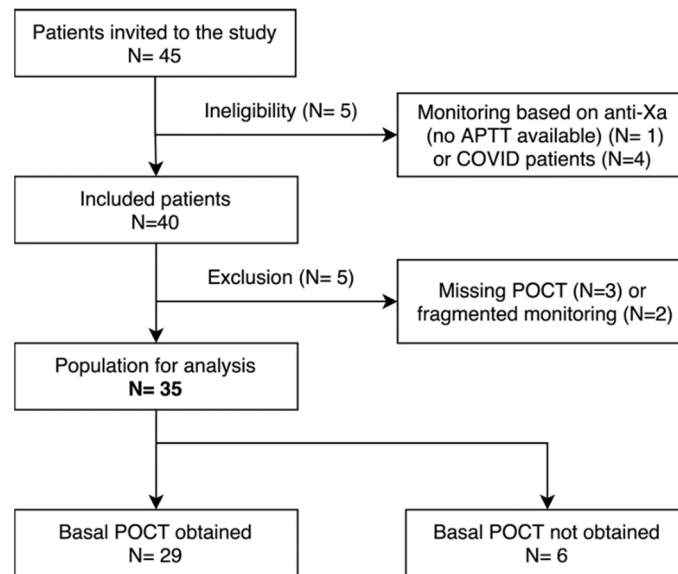 Patients invited to the study
N= 45
Ineligibility (N= 5)
Monitoring based on anti-Xa
(no APTT available) (N= 1)
or COVID patients (N=4)
Included patients
N=40
Exclusion (N= 5)
Missing POCT (N=3) or
fragmented monitoring (N=2)
Population for analysis
N= 35
Basal POCT obtained
N= 29
Basal POCT not obtained
N= 6